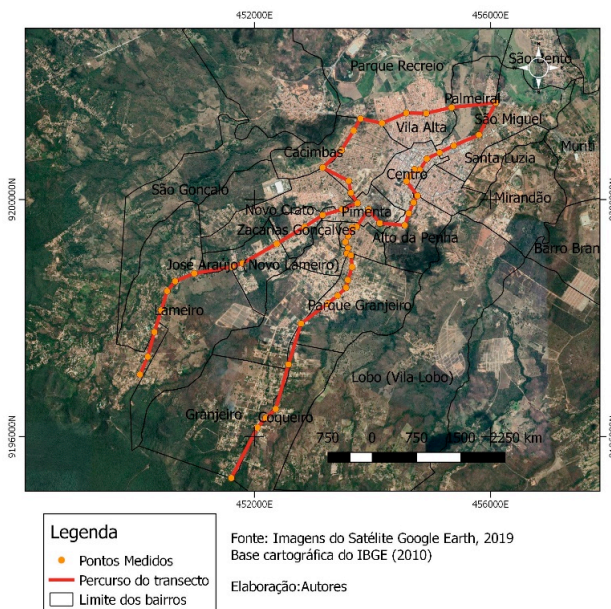 452000E 456000E
São Bento
Parque Recreio
Palmeiral
São Miguel
Vila Alta
Muriti
Cacimbas
Santa Luzia
Centro
São Gonçalo
Mirandão
9200000N
Novo Crato
Pimenta
Zacarias Gonçalves
Alto da Penha
Barro Bran
José Araújo (Novo Lameiro)
Lameiro
Parque Granjeiro
Lobo (Vila-Lobo)
Granjeiro
Coqueiro
9196000N
750 0 750 1500 2250 km
452000E 456000E
Legenda
Pontos Medidos
Percurso do transecto
Limite dos bairros
Fonte: Imagens do Satélite Google Earth, 2019
Base cartográfica do IBGE (2010)
Elaboração:Autores